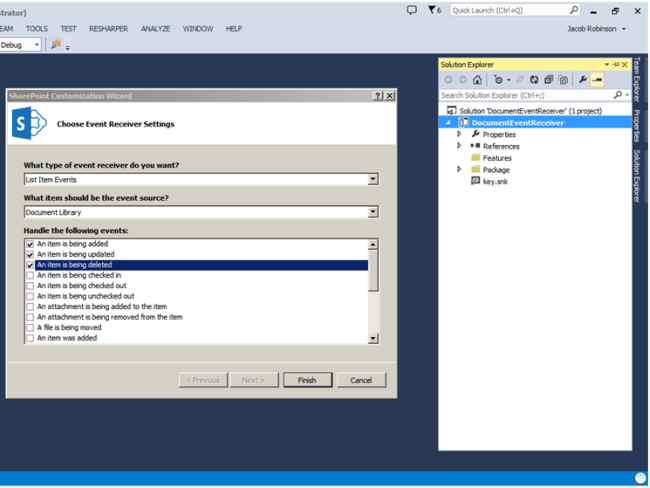 strator)
6
Quick Launch (Ctrl+Q)
EAM TOOLS TEST RESHARPER ANALYZE WINDOW HELP
Jacob Robinson
Debug
Solution Explorer
Search Solution Explorer (Ctrl+;)
Solution 'DocumentEventReceiver' (1 project)
DocumentEventReceiver
Properties
References
Features
Package
key.snk
Team Explorer
Properties
Solution Explorer
SharePoint Customization Wizard
S
Choose Event Receiver Settings
What type of event receiver do you want?
List Item Events
What item should be the event source?
Document Library
Handle the following events:
An item is being added
An item is being updated
An item is being deleted
An item is being checked in
An item is being checked out
An item is being unchecked out
An attachment is being added to the item
An attachment is being removed from the item
A file is being moved
An item was added
< Previous
Next >
Finish
Cancel